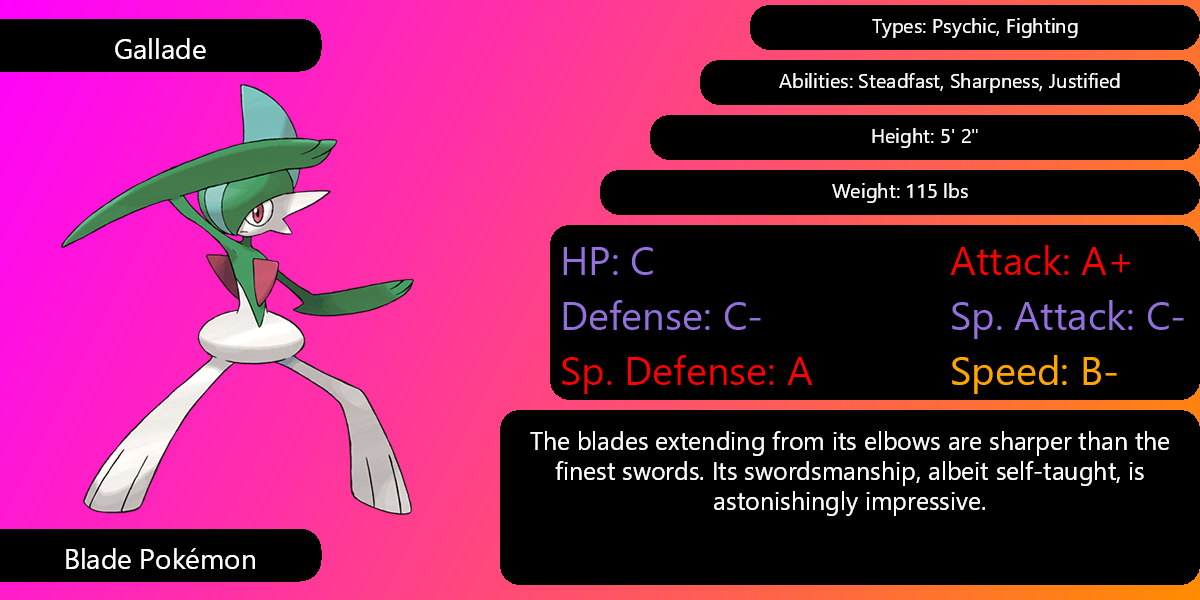 Gallade
Types: Psychic, Fighting
Abilities: Steadfast, Sharpness, Justified
Height: 5' 2"
Weight: 115 lbs
HP: C
Attack: A+
Defense: C-
Sp. Attack: C-
Sp. Defense: A
Speed: B-
The blades extending from its elbows are sharper than the
finest swords. Its swordsmanship, albeit self-taught, is
astonishingly impressive.
Blade Pokémon